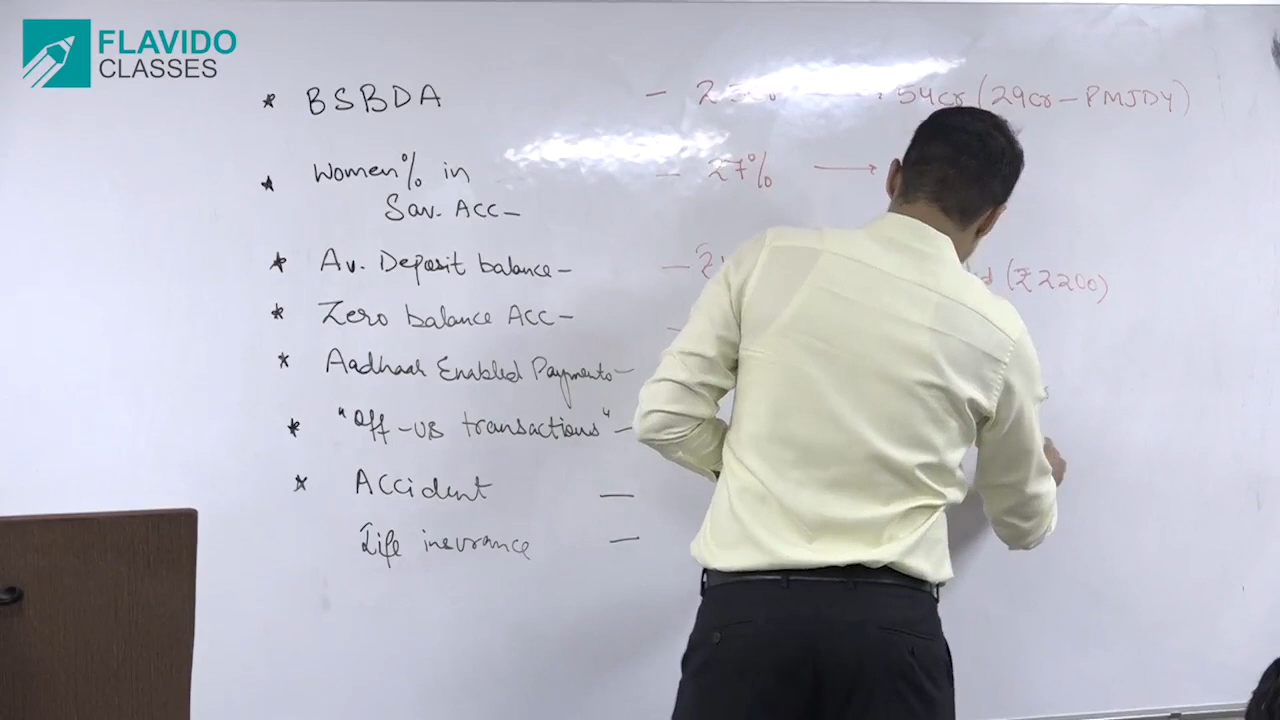 FLAVIDO
CLASSES
* BSBDA - 54cr (29cr - PMJDY)
* Women% in - 27% →
Sav. ACC -
* Av. Deposit balance - - (₹2200)
* Zero balance Acc - -
* Aadhaar Enabled Payments -
* "Off-US transactions" -
* Accident -
Life insurance -